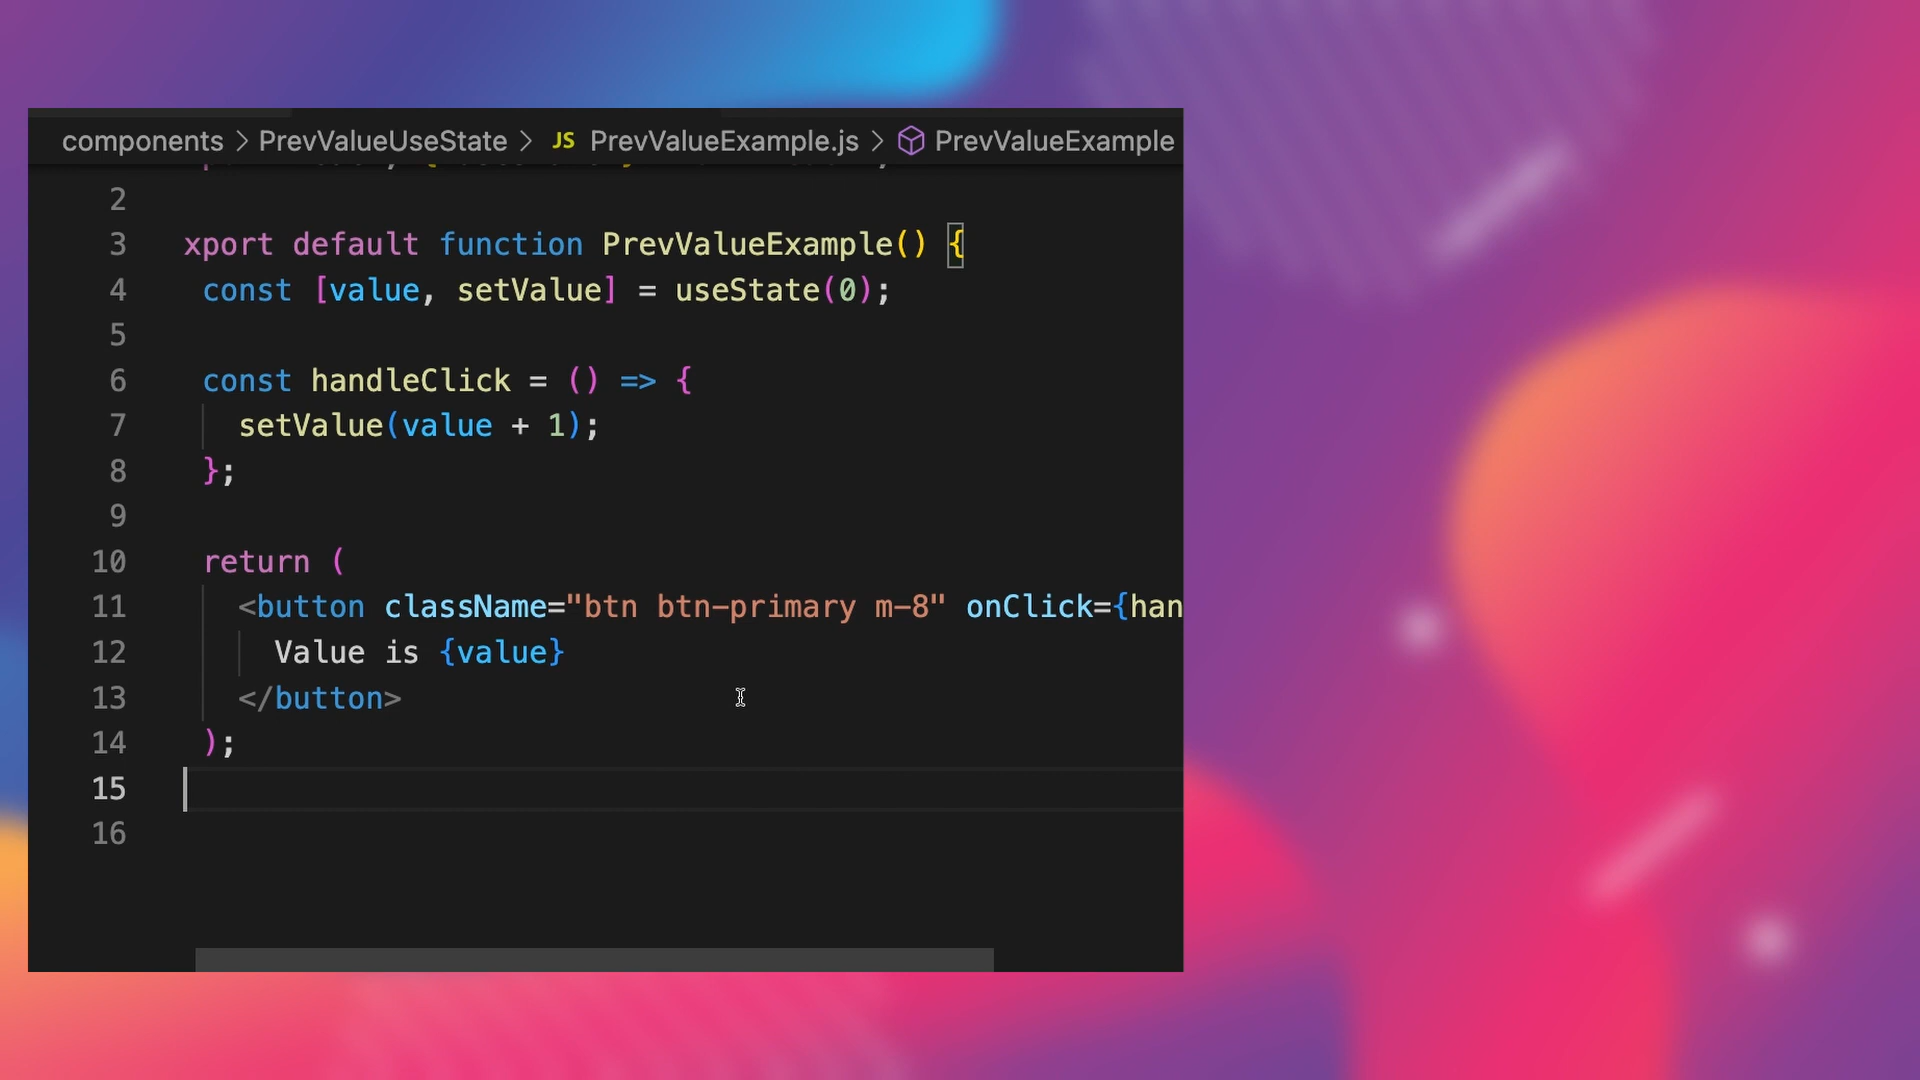 components > PrevValueUseState > JS PrevValueExample.js > PrevValueExample
2
3 xport default function PrevValueExample() {
4 const [value, setValue] = useState(0);
5
6 const handleClick = () => {
7 setValue(value + 1);
8 };
9
10 return (
11 <button className="btn btn-primary m-8" onClick={han
12 Value is {value}
13 </button>
14 );
15
16